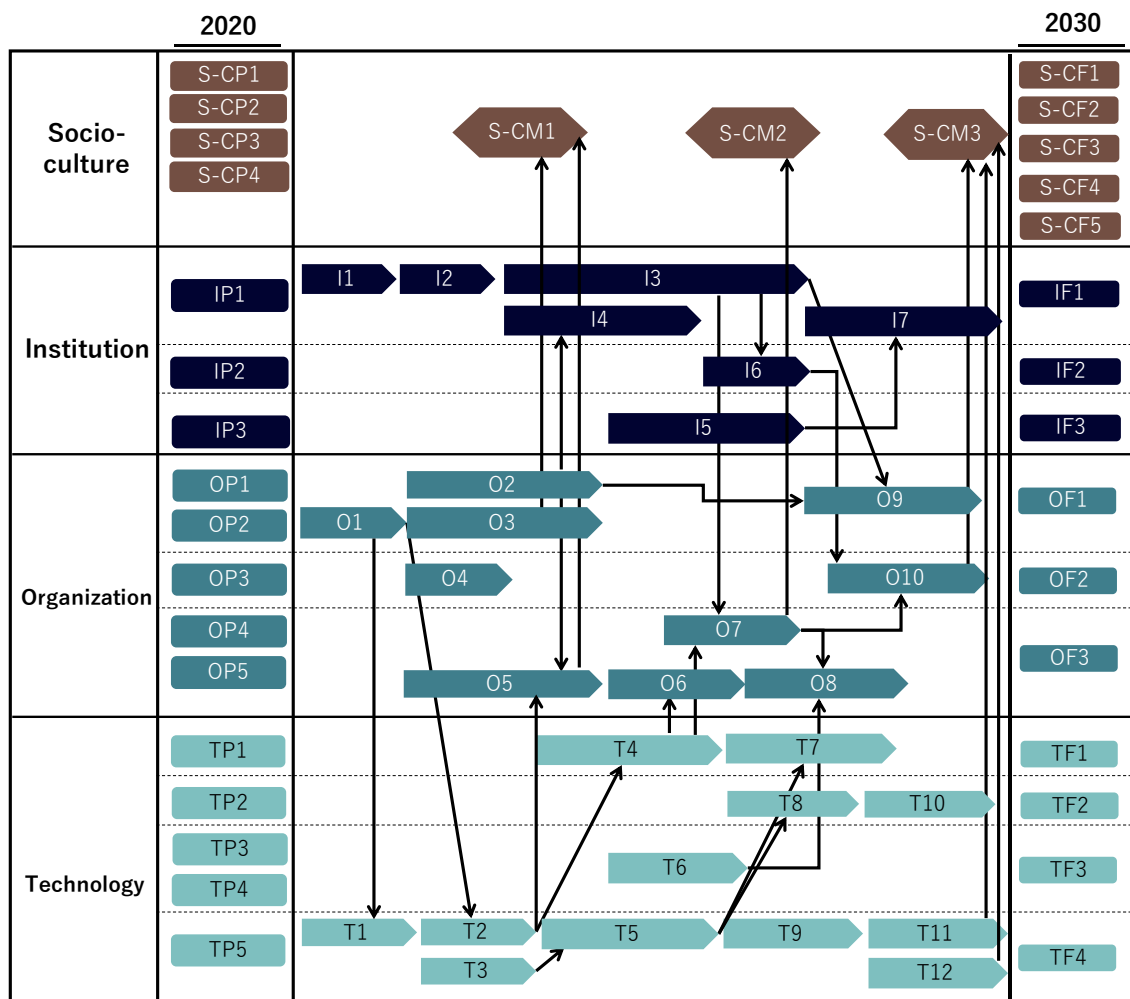 2020
2030
Socio-
culture
S-CP1
S-CP2
S-CP3
S-CP4
S-CM1
S-CM2
S-CM3
S-CF1
S-CF2
S-CF3
S-CF4
S-CF5
Institution
IP1
IP2
IP3
I1
I2
I3
I4
I7
I6
I5
IF1
IF2
IF3
Organization
OP1
OP2
OP3
OP4
OP5
O2
O9
O1
O3
O4
O10
O7
O5
O6
O8
OF1
OF2
OF3
Technology
TP1
TP2
TP3
TP4
TP5
T4
T7
T8
T10
T6
T1
T2
T5
T9
T11
T3
T12
TF1
TF2
TF3
TF4